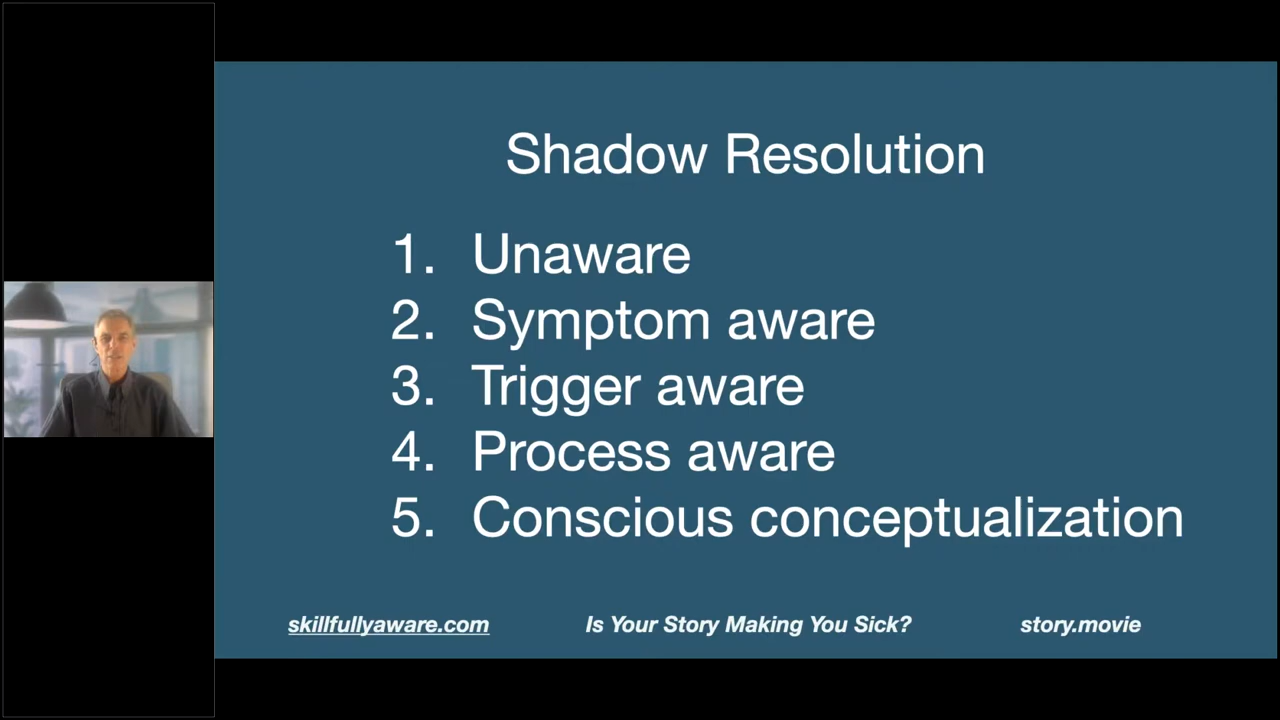 Shadow Resolution
1. Unaware
2. Symptom aware
3. Trigger aware
4. Process aware
5. Conscious conceptualization
skillfullyaware.com Is Your Story Making You Sick? story.movie